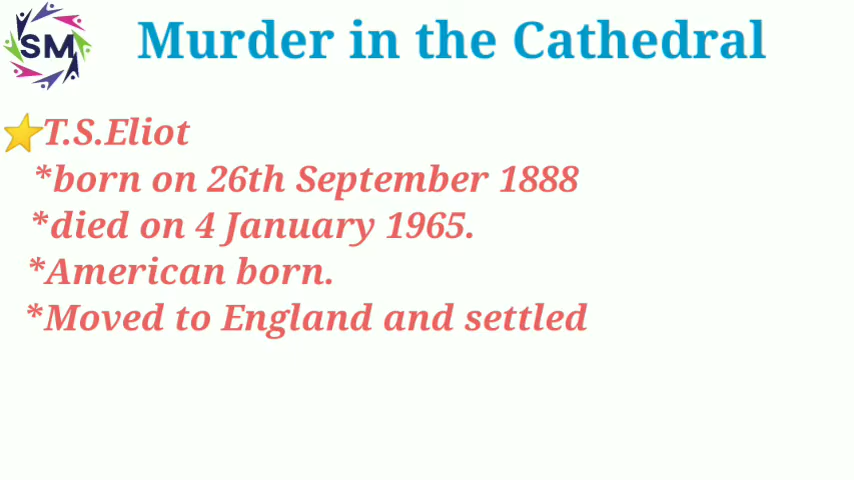 SM
Murder in the Cathedral
⭐T.S.Eliot
*born on 26th September 1888
*died on 4 January 1965.
*American born.
*Moved to England and settled